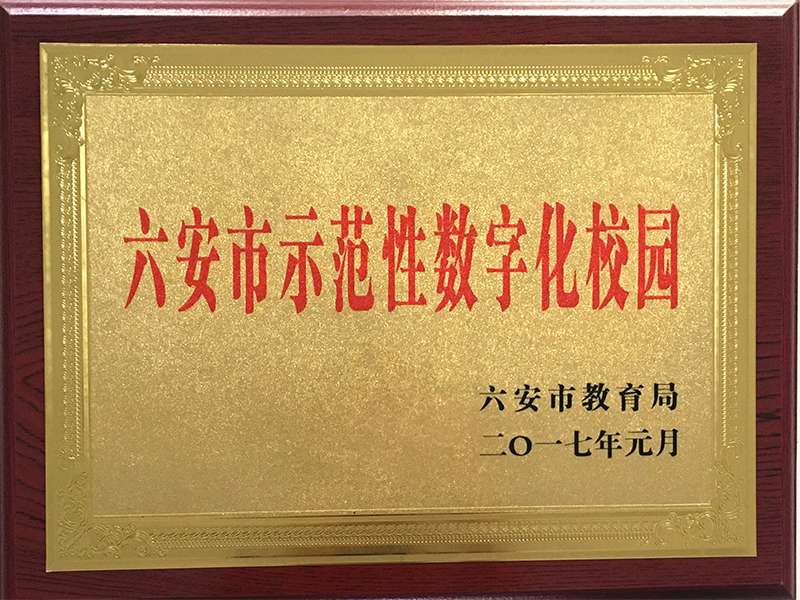 六安市示范性数字化校园
六安市教育局
二〇一七年元月